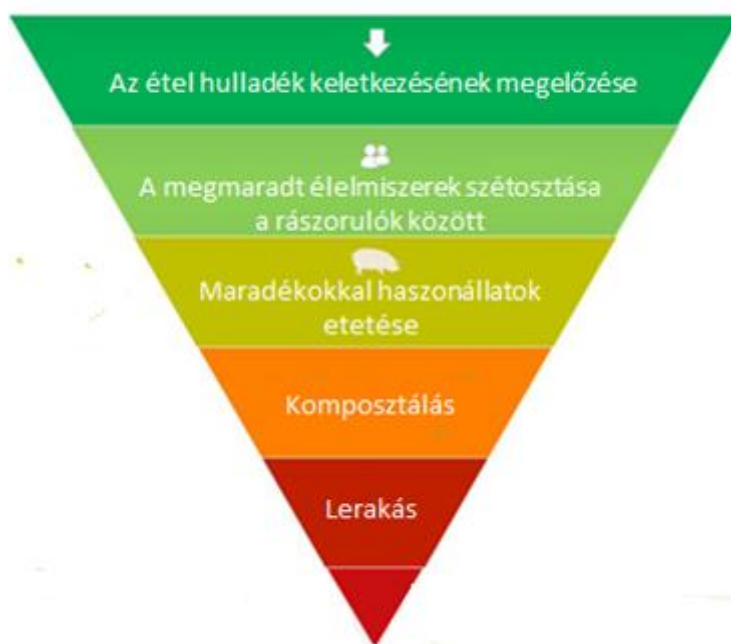 Az étel hulladék keletkezésének megelőzése
A megmaradt élelmiszerek szétosztása
a rászorulók között
Maradékokkal haszonállatok
etetése
Komposztálás
Lerakás